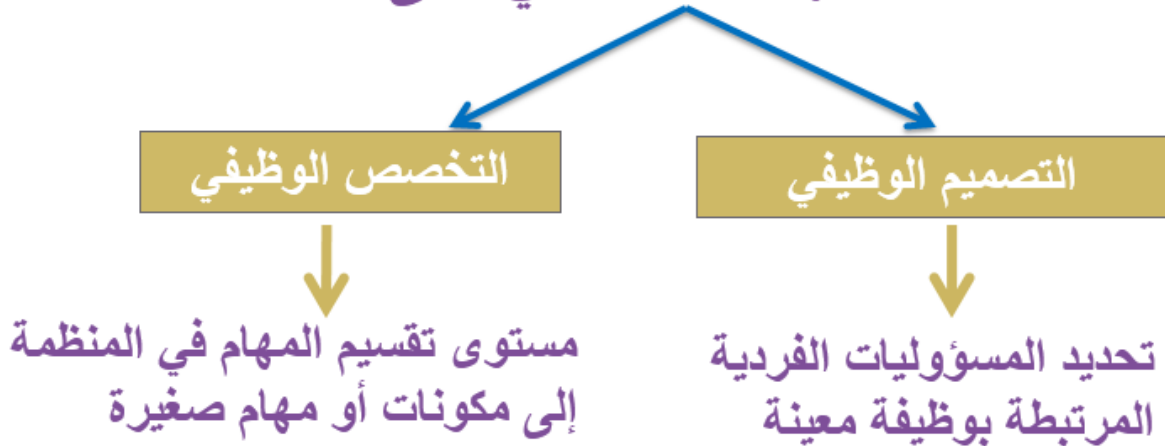 التصميم الوظيفي
تحديد المسؤوليات الفردية
المرتبطة بوظيفة معينة
التخصص الوظيفي
مستوى تقسيم المهام في المنظمة
إلى مكونات أو مهام صغيرة